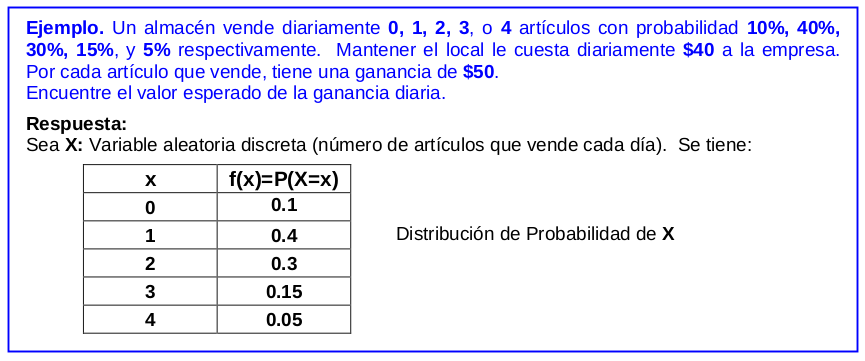 Ejemplo. Un almacén vende diariamente 0, 1, 2, 3, o 4 artículos con probabilidad 10%, 40%,
30%, 15%, y 5% respectivamente. Mantener el local le cuesta diariamente $40 a la empresa.
Por cada artículo que vende, tiene una ganancia de $50.
Encuentre el valor esperado de la ganancia diaria.
Respuesta:
Sea X: Variable aleatoria discreta (número de artículos que vende cada día). Se tiene:
x f(x)=P(X=x)
0 0.1
1 0.4
Distribución de Probabilidad de X
2 0.3
3 0.15
4 0.05